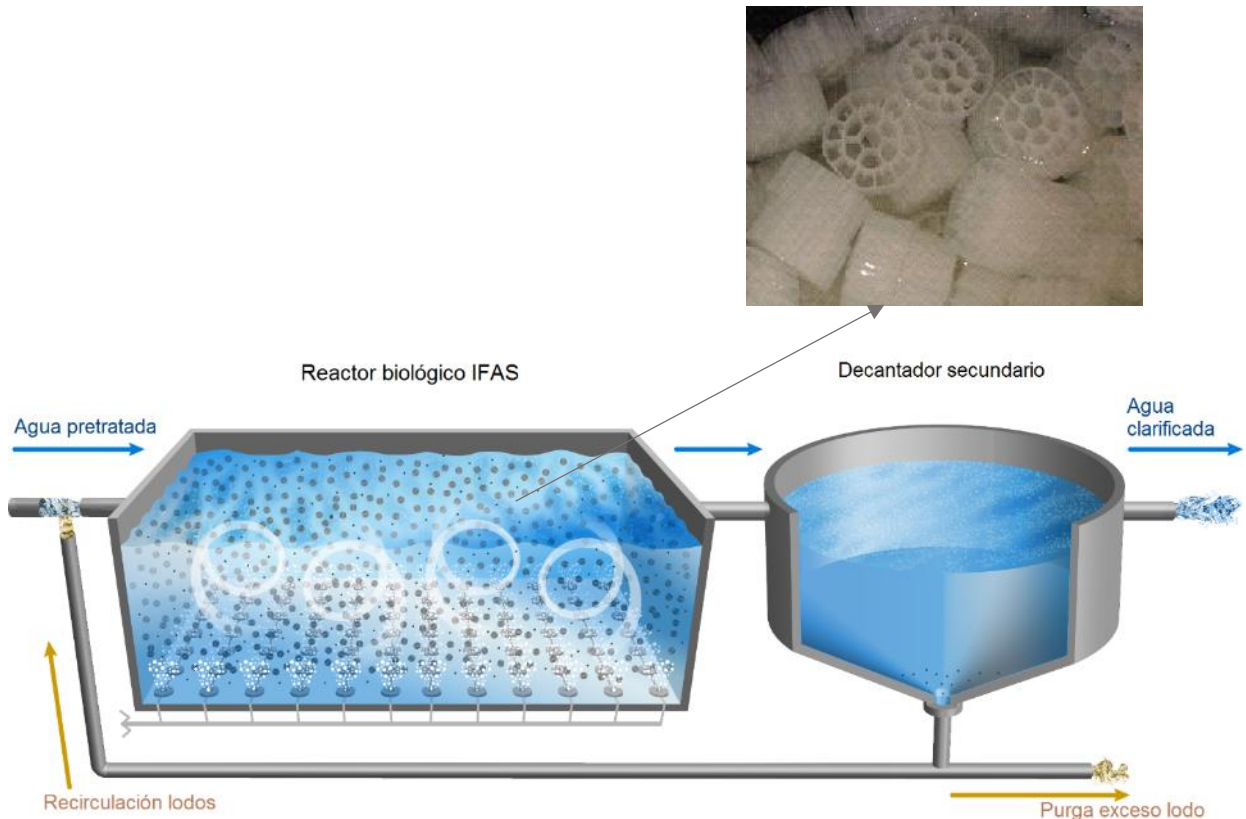 Reactor biológico IFAS
Decantador secundario
Agua pretratada
Agua
clarificada
Recirculación lodos
Purga exceso lodo